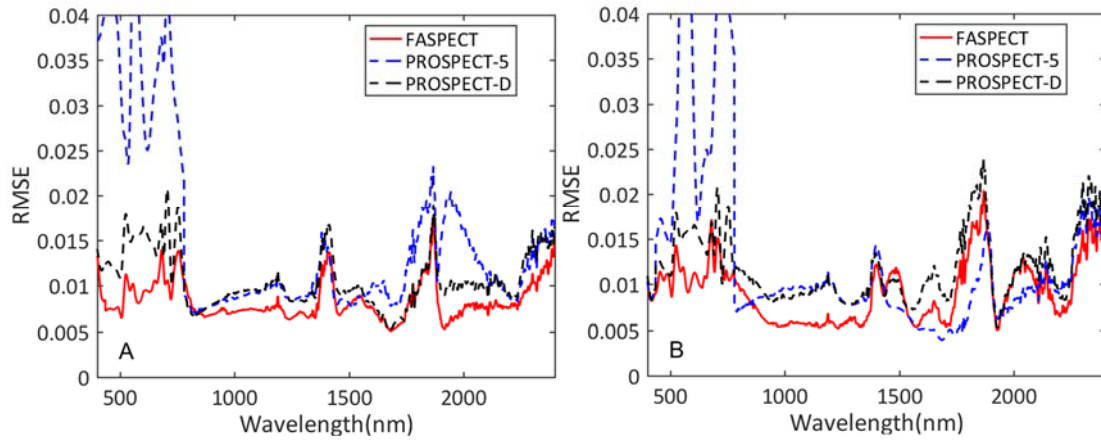 0.04
0.035
0.03
0.025
0.02
0.015
0.01
0.005
0
RMSE
500
1000
1500
2000
Wavelength(nm)
FASPECT
PROSPECT-5
PROSPECT-D
A
0.04
0.035
0.03
0.025
0.02
0.015
0.01
0.005
0
RMSE
500
1000
1500
2000
Wavelength(nm)
FASPECT
PROSPECT-5
PROSPECT-D
B